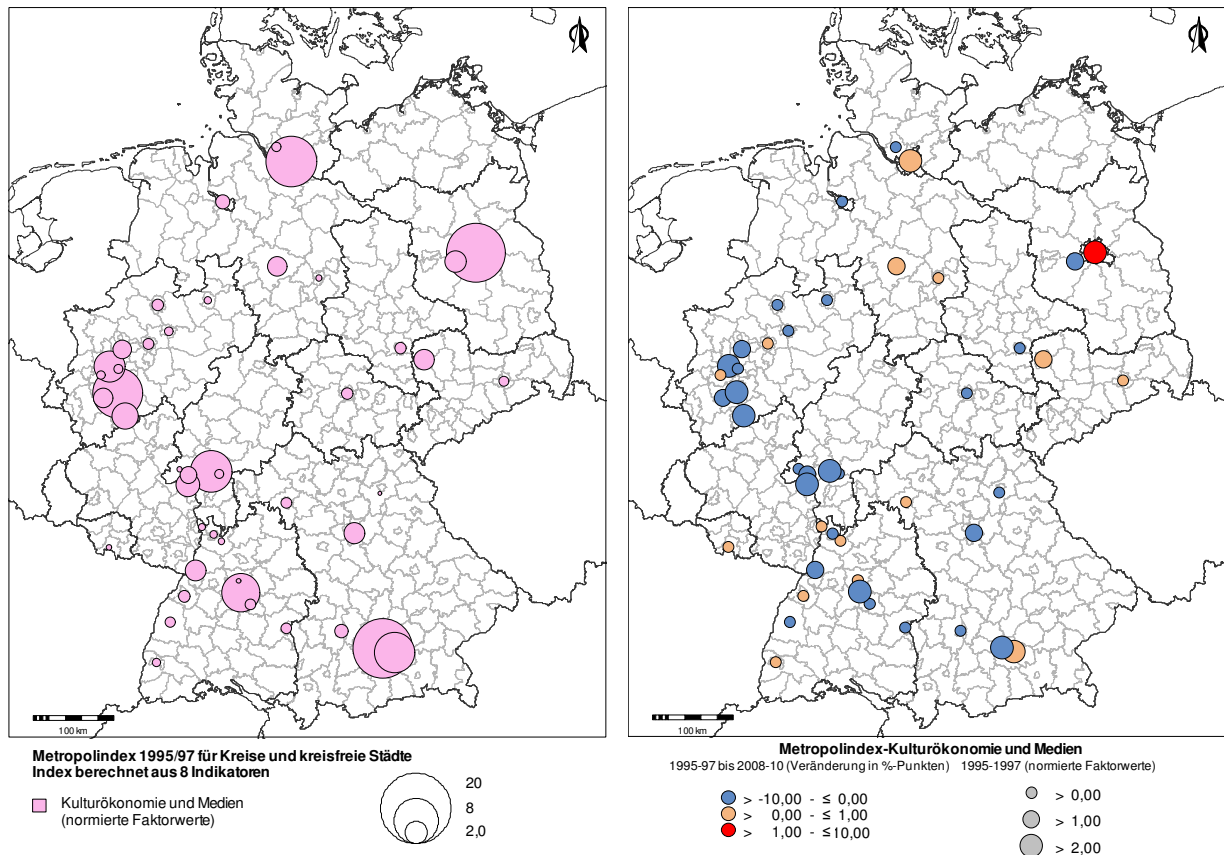 100 km
Metropolindex 1995/97 für Kreise und kreisfreie Städte
Index berechnet aus 8 Indikatoren
Kulturökonomie und Medien
(normierte Faktorwerte)
20
8
2,0
100 km
Metropolindex-Kulturökonomie und Medien
1995-97 bis 2008-10 (Veränderung in %-Punkten) 1995-1997 (normierte Faktorwerte)
> -10,00 - ≤ 0,00
> 0,00 - ≤ 1,00
> 1,00 - ≤ 10,00
> 0,00
> 1,00
> 2,00